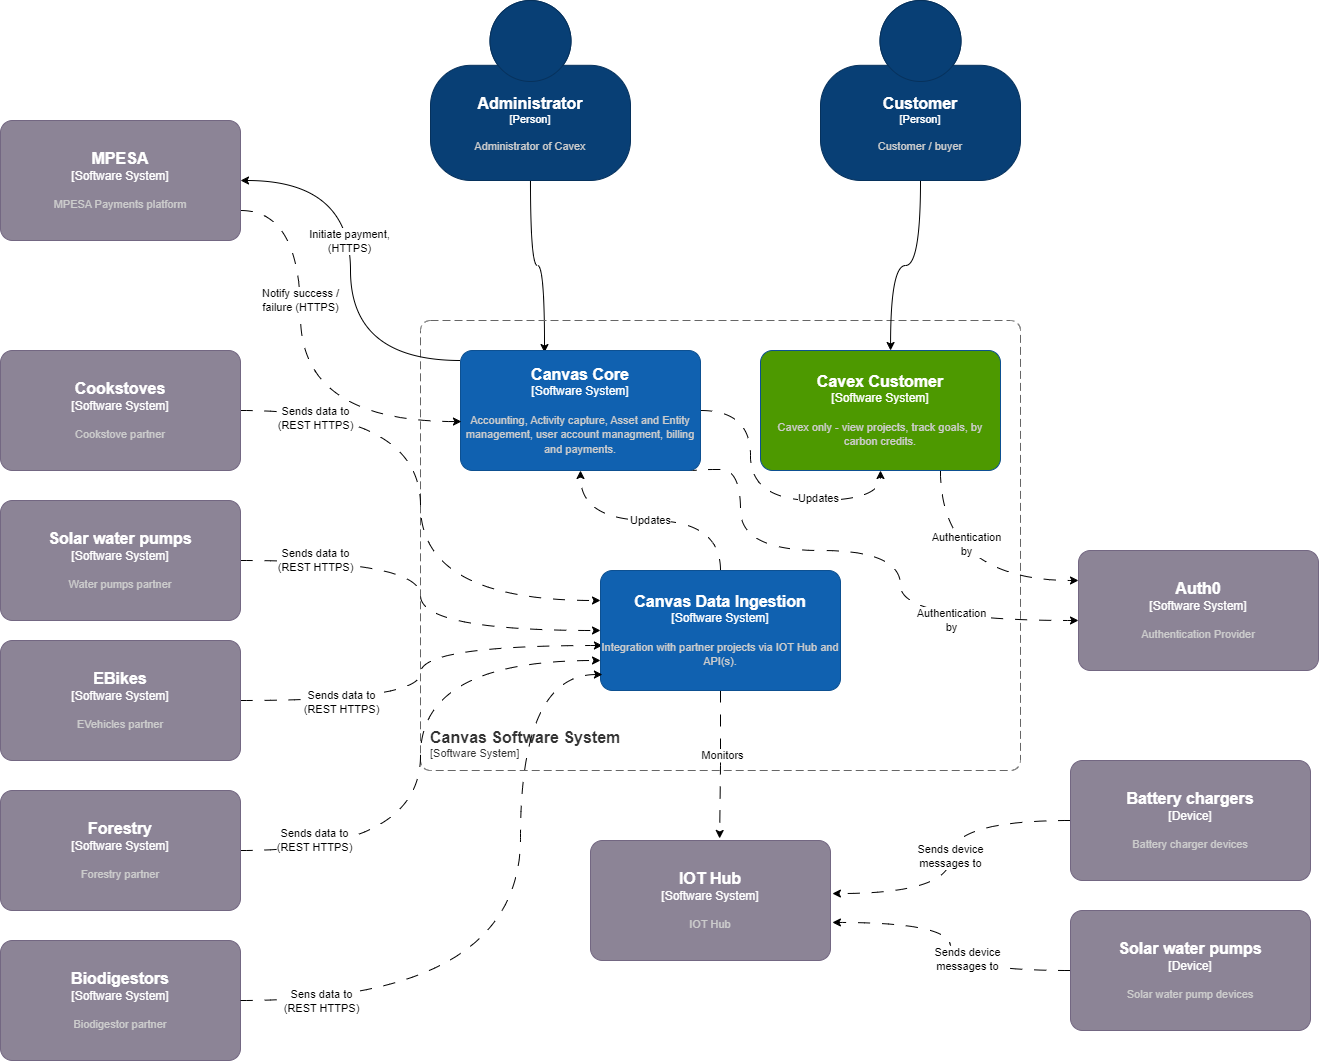 Administrator
[Person]
Administrator of Cavex
Customer
[Person]
Customer / buyer
MPESA
[Software System]
MPESA Payments platform
Initiate payment,
(HTTPS)
Notify success /
failure (HTTPS)
Cookstoves
[Software System]
Cookstove partner
Sends data to
(REST HTTPS)
Canvas Core
[Software System]
Accounting, Activity capture, Asset and Entity
management, user account managment, billing
and payments.
Cavex Customer
[Software System]
Cavex only - view projects, track goals, by
carbon credits.
Updates
Updates
Solar water pumps
[Software System]
Water pumps partner
Sends data to
(REST HTTPS)
Authentication
by
Auth0
[Software System]
Authentication Provider
Authentication
by
Canvas Data Ingestion
[Software System]
Integration with partner projects via IOT Hub and
API(s).
EBikes
[Software System]
EVehicles partner
Sends data to
(REST HTTPS)
Canvas Software System
[Software System]
Monitors
Forestry
[Software System]
Forestry partner
Sends data to
(REST HTTPS)
IOT Hub
[Software System]
IOT Hub
Battery chargers
[Device]
Battery charger devices
Sends device
messages to
Biodigestors
[Software System]
Biodigestor partner
Sens data to
(REST HTTPS)
Solar water pumps
[Device]
Solar water pump devices
Sends device
messages to